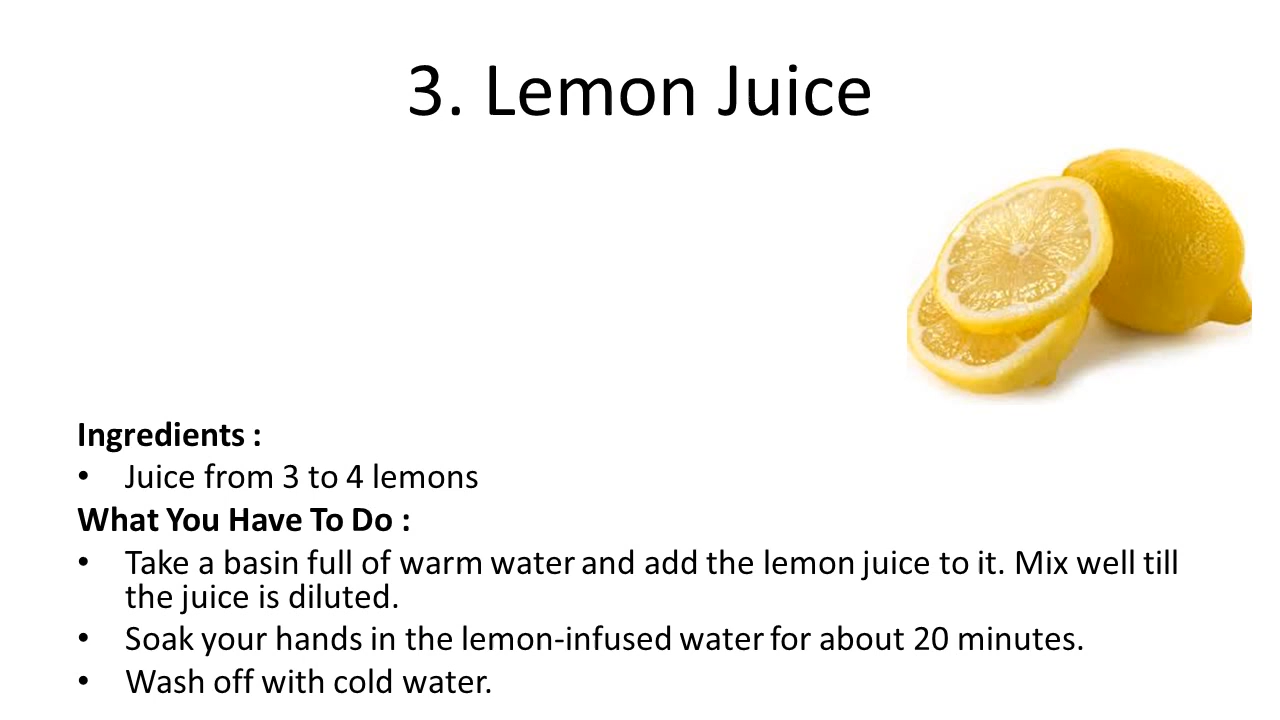 3. Lemon Juice
Ingredients :
• Juice from 3 to 4 lemons
What You Have To Do :
• Take a basin full of warm water and add the lemon juice to it. Mix well till
the juice is diluted.
• Soak your hands in the lemon-infused water for about 20 minutes.
• Wash off with cold water.